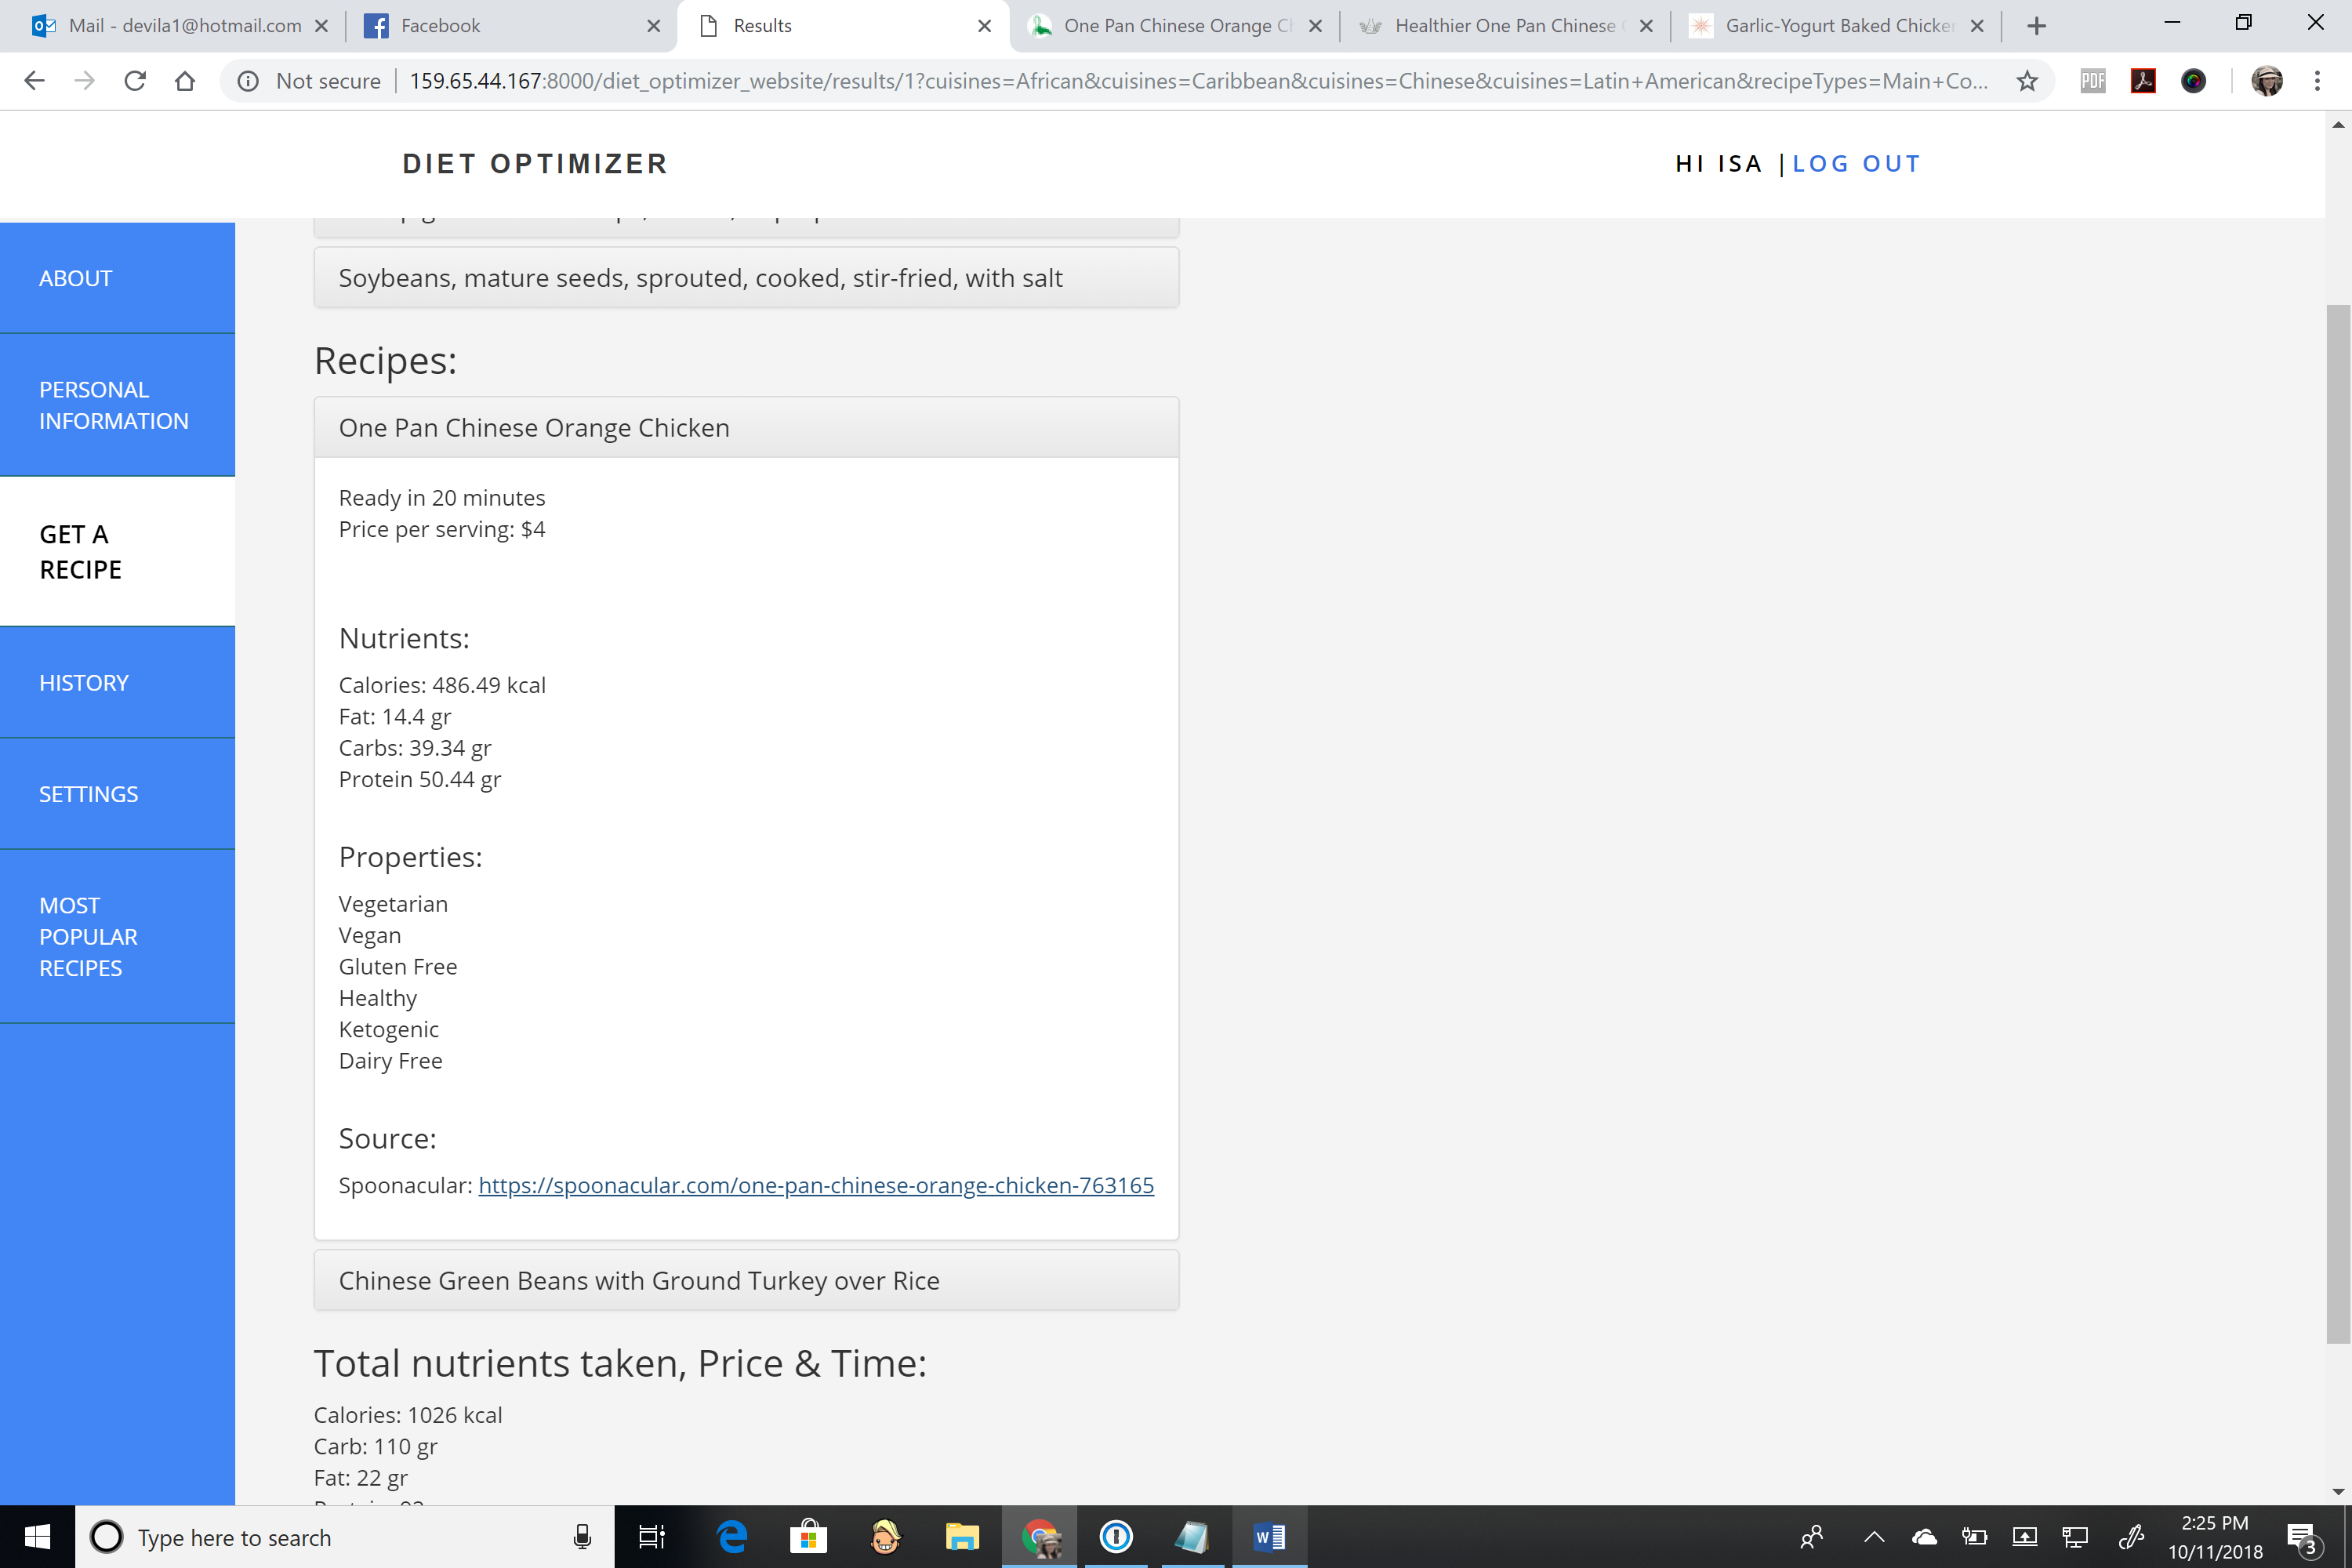 Mail - devila1@hotmail.com
Facebook
Results
One Pan Chinese Orange Ch
Healthier One Pan Chinese
Garlic-Yogurt Baked Chicken
Not secure
159.65.44.167:8000/diet_optimizer_website/results/1?cuisines=African&cuisines=Caribbean&cuisines=Chinese&cuisines=Latin+American&recipeTypes=Main+Co...
PDF
DIET OPTIMIZER
HI ISA |LOG OUT
ABOUT
PERSONAL
INFORMATION
GET A
RECIPE
HISTORY
SETTINGS
MOST
POPULAR
RECIPES
Soybeans, mature seeds, sprouted, cooked, stir-fried, with salt
Recipes:
One Pan Chinese Orange Chicken
Ready in 20 minutes
Price per serving: $4
Nutrients:
Calories: 486.49 kcal
Fat: 14.4 gr
Carbs: 39.34 gr
Protein 50.44 gr
Properties:
Vegetarian
Vegan
Gluten Free
Healthy
Ketogenic
Dairy Free
Source:
Spoonacular: https://spoonacular.com/one-pan-chinese-orange-chicken-763165
Chinese Green Beans with Ground Turkey over Rice
Total nutrients taken, Price & Time:
Calories: 1026 kcal
Carb: 110 gr
Fat: 22 gr
Type here to search
2:25 PM
10/11/2018
3